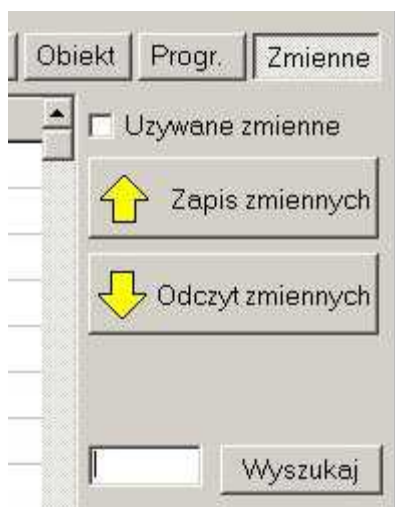 Obiekt Progr. Zmienne
Uzywane zmienne
Zapis zmiennych
Odczyt zmiennych
Wyszukaj